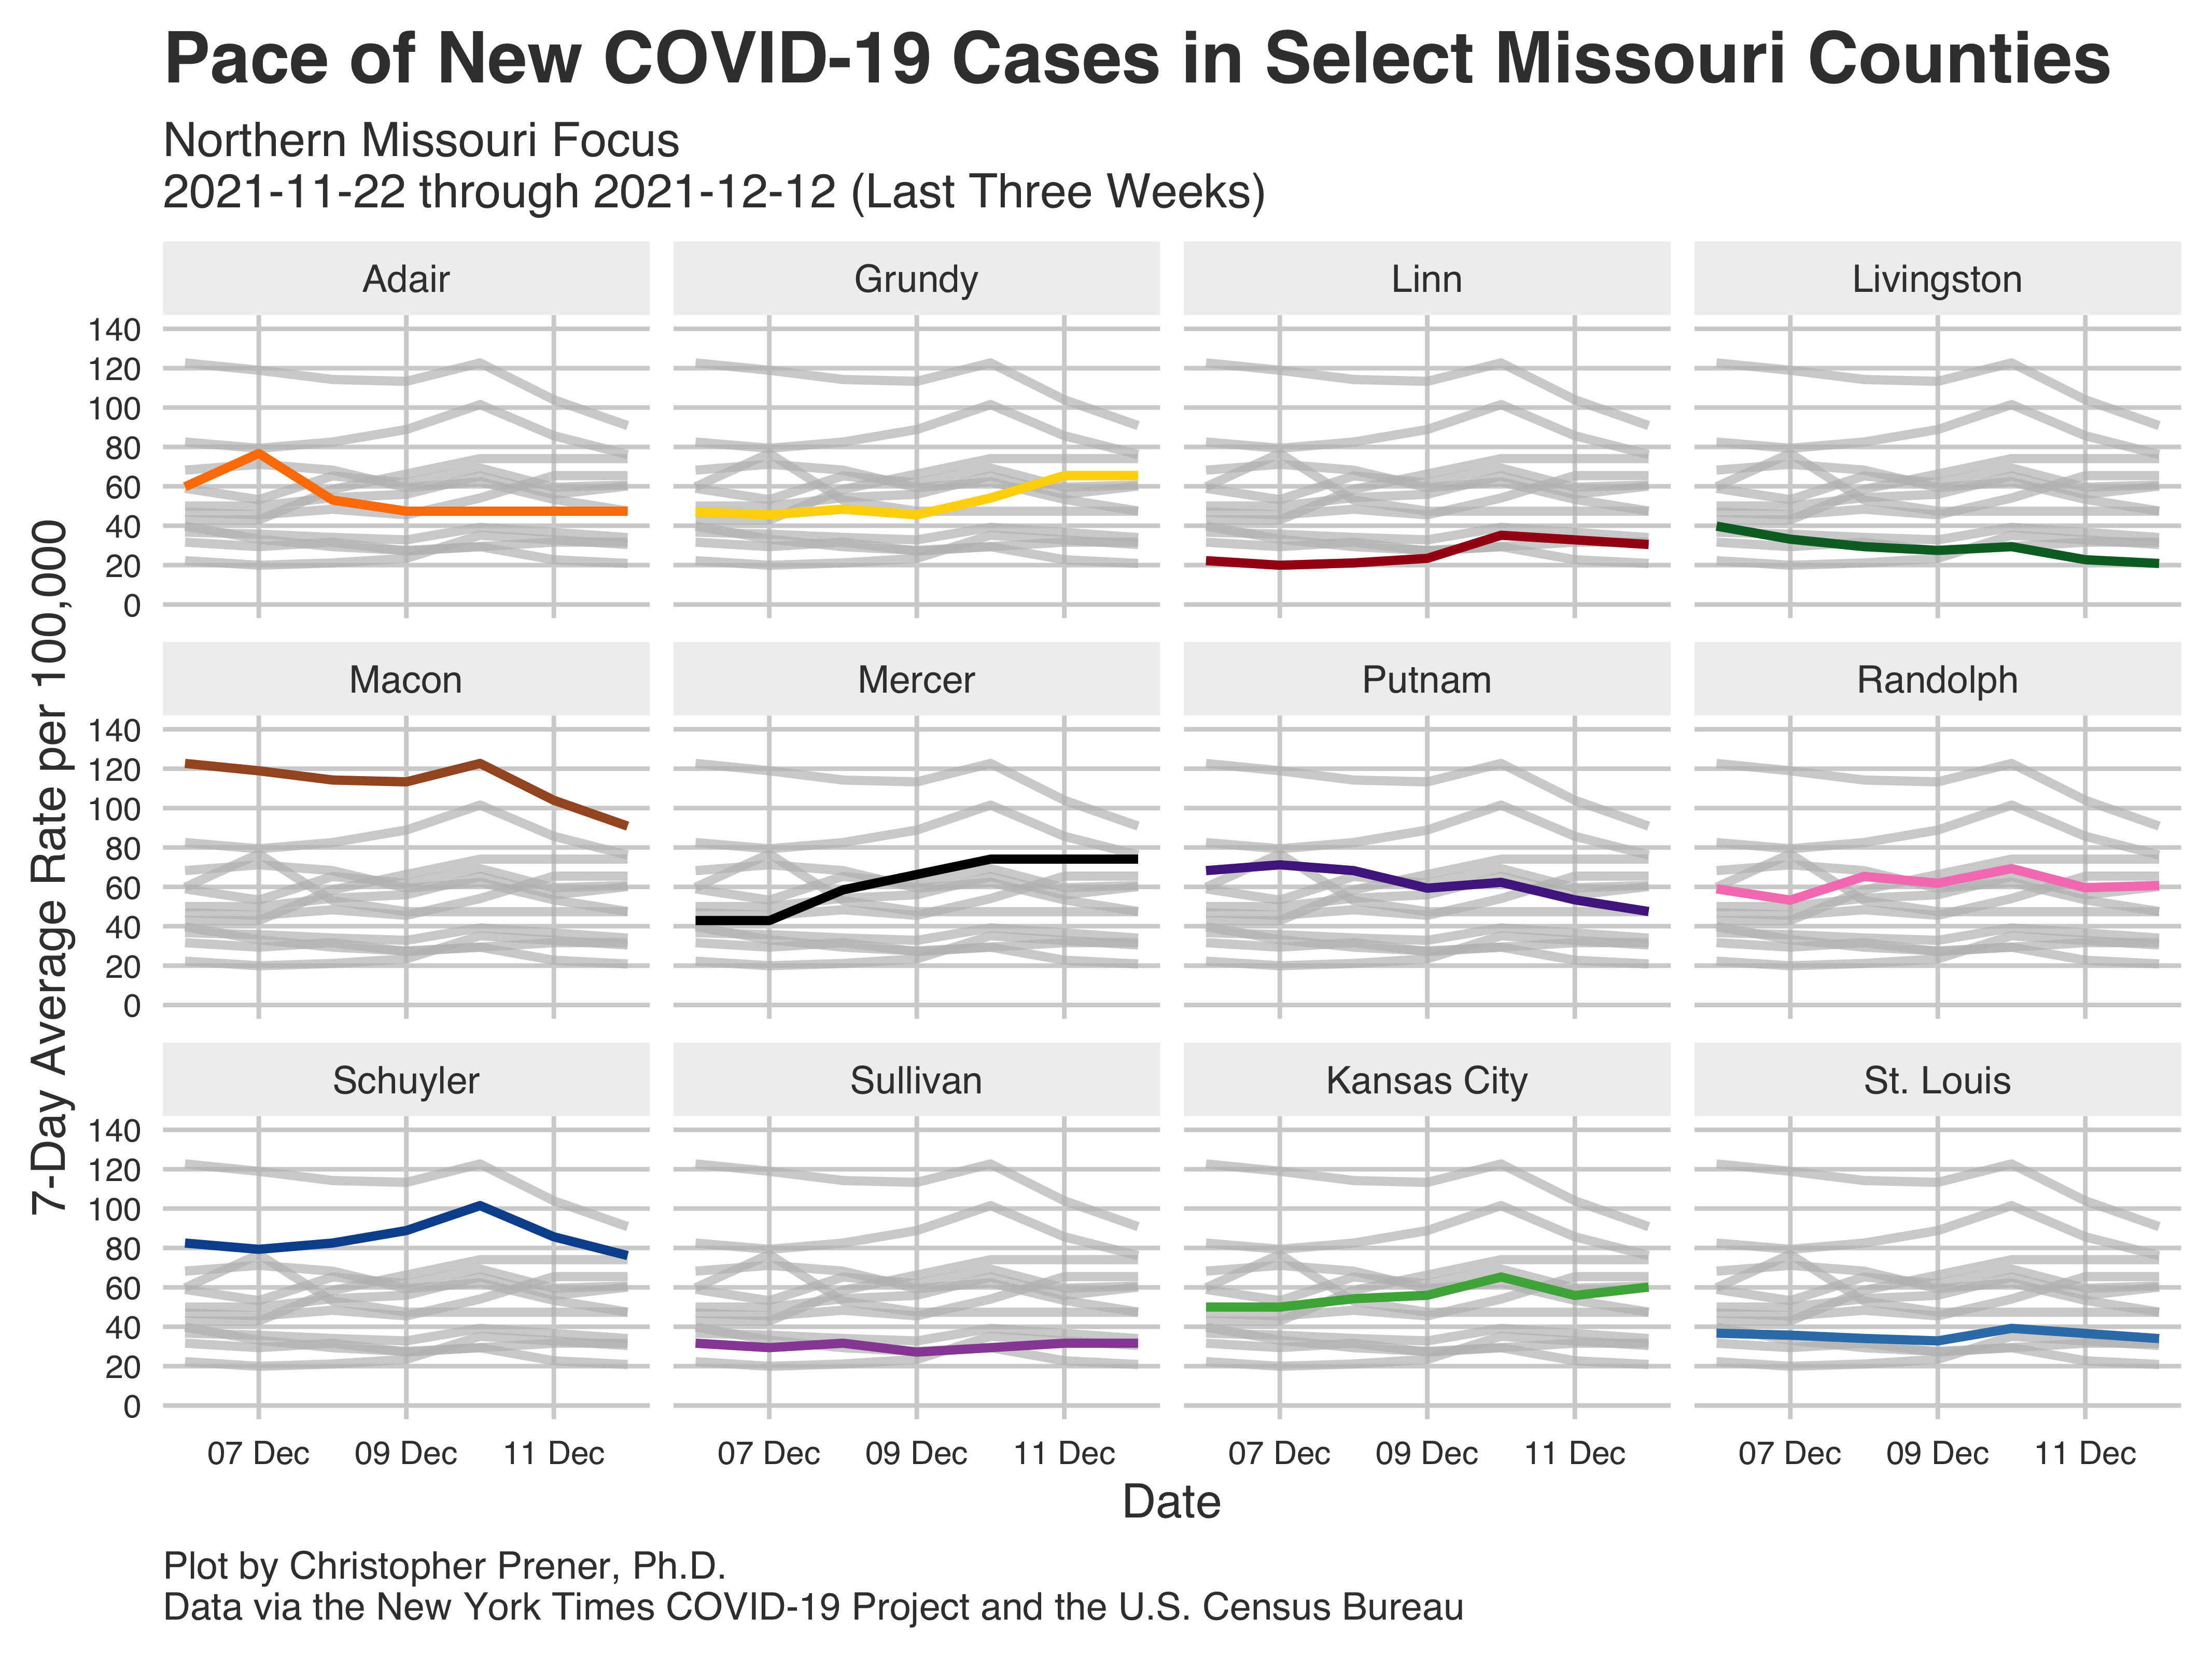 Pace of New COVID-19 Cases in Select Missouri Counties
Northern Missouri Focus
2021-11-22 through 2021-12-12 (Last Three Weeks)
7-Day Average Rate per 100,000
Adair
Grundy
Linn
Livingston
140
120
100
80
60
40
20
0
Macon
Mercer
Putnam
Randolph
140
120
100
80
60
40
20
0
Schuyler
Sullivan
Kansas City
St. Louis
140
120
100
80
60
40
20
0
07 Dec 09 Dec 11 Dec
07 Dec 09 Dec 11 Dec
07 Dec 09 Dec 11 Dec
07 Dec 09 Dec 11 Dec
Date
Plot by Christopher Prener, Ph.D.
Data via the New York Times COVID-19 Project and the U.S. Census Bureau